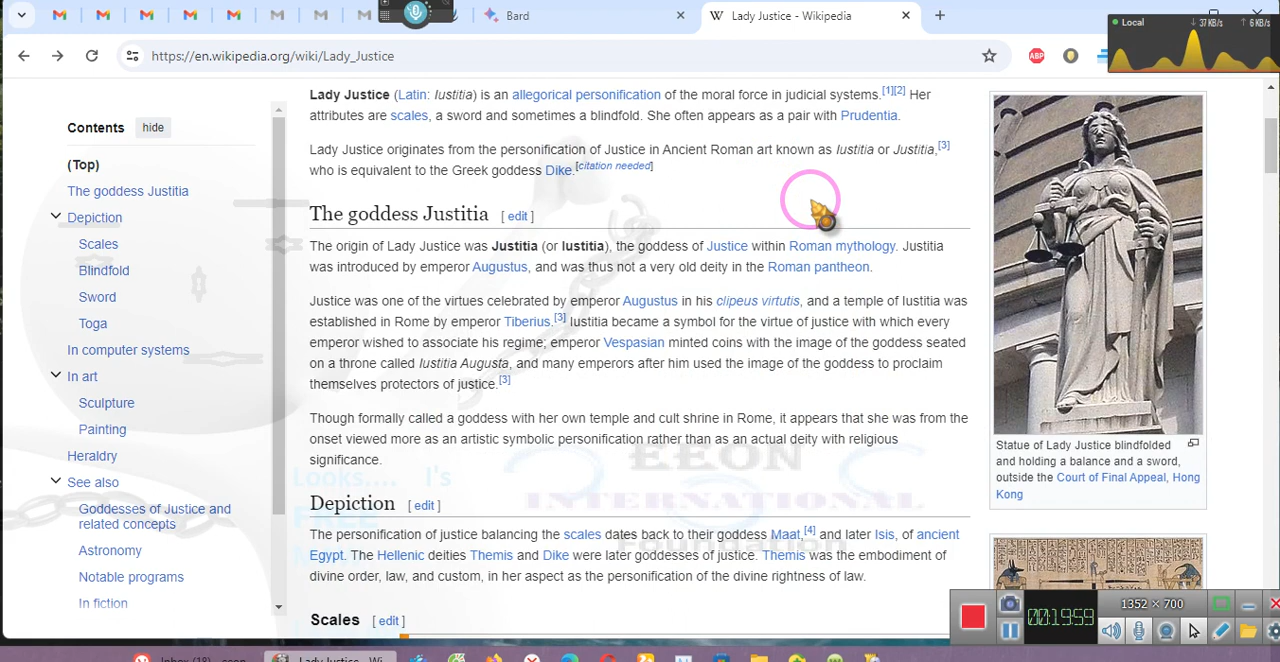 Bard
Lady Justice - Wikipedia
Local
37 KB/s
6 KB/s
https://en.wikipedia.org/wiki/Lady_Justice
ABP
Contents hide
(Top)
The goddess Justitia
Depiction
Scales
Blindfold
Sword
Toga
In computer systems
In art
Sculpture
Painting
Heraldry
See also
Goddesses of Justice and
related concepts
Astronomy
Notable programs
In fiction
Lady Justice (Latin: Iustitia) is an allegorical personification of the moral force in judicial systems.[1][2] Her
attributes are scales, a sword and sometimes a blindfold. She often appears as a pair with Prudentia.
Lady Justice originates from the personification of Justice in Ancient Roman art known as Iustitia or Justitia,[3]
who is equivalent to the Greek goddess Dike.[citation needed]
The goddess Justitia [ edit ]
The origin of Lady Justice was Justitia (or Iustitia), the goddess of Justice within Roman mythology. Justitia
was introduced by emperor Augustus, and was thus not a very old deity in the Roman pantheon.
Justice was one of the virtues celebrated by emperor Augustus in his clipeus virtutis, and a temple of Iustitia was
established in Rome by emperor Tiberius.[3] Iustitia became a symbol for the virtue of justice with which every
emperor wished to associate his regime; emperor Vespasian minted coins with the image of the goddess seated
on a throne called Iustitia Augusta, and many emperors after him used the image of the goddess to proclaim
themselves protectors of justice.[3]
Though formally called a goddess with her own temple and cult shrine in Rome, it appears that she was from the
onset viewed more as an artistic symbolic personification rather than as an actual deity with religious
significance.
Depiction [ edit ]
The personification of justice balancing the scales dates back to their goddess Maat,[4] and later Isis, of ancient
Egypt. The Hellenic deities Themis and Dike were later goddesses of justice. Themis was the embodiment of
divine order, law, and custom, in her aspect as the personification of the divine rightness of law.
Scales [ edit ]
Statue of Lady Justice blindfolded
and holding a balance and a sword,
outside the Court of Final Appeal, Hong
Kong
Foundation
1352 × 700
00:19:59